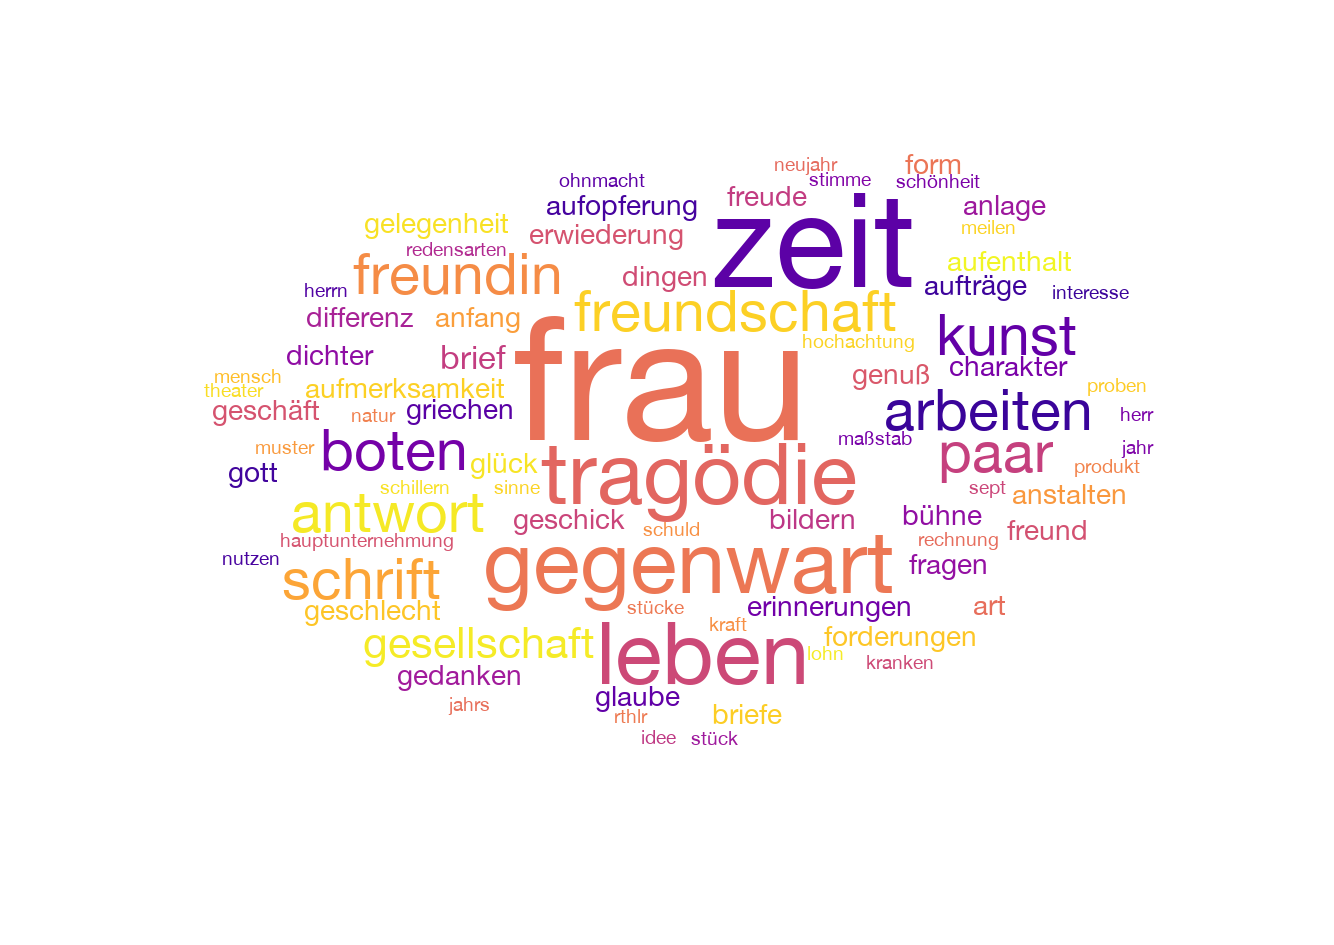 neujahr
form
ohnmacht
stimme
schönheit
freude
zeit
aufopferung
anlage
gelegenheit
meilen
erwiederung
redensarten
aufenthalt
freundin
dingen
aufträge
herrn
interesse
freundschaft
differenz
anfang
kunst
hochachtung
dichter
brief
frau
charakter
mensch
genuß
theater
aufmerksamkeit
proben
geschäft
natur
griechen
arbeiten
herr
maßstab
muster
boten
paar
jahr
gott
glück
tragödie
produkt
schillern
sinne
sept
anstalten
antwort
geschick
schuld
bildern
bühne
freund
hauptunternehmung
rechnung
nutzen
gegenwart
fragen
schrift
geschlecht
stücke
erinnerungen
art
kraft
gesellschaft
forderungen
leben
lohn
kranken
gedanken
glaube
jahrs
rthlr
briefe
idee
stück